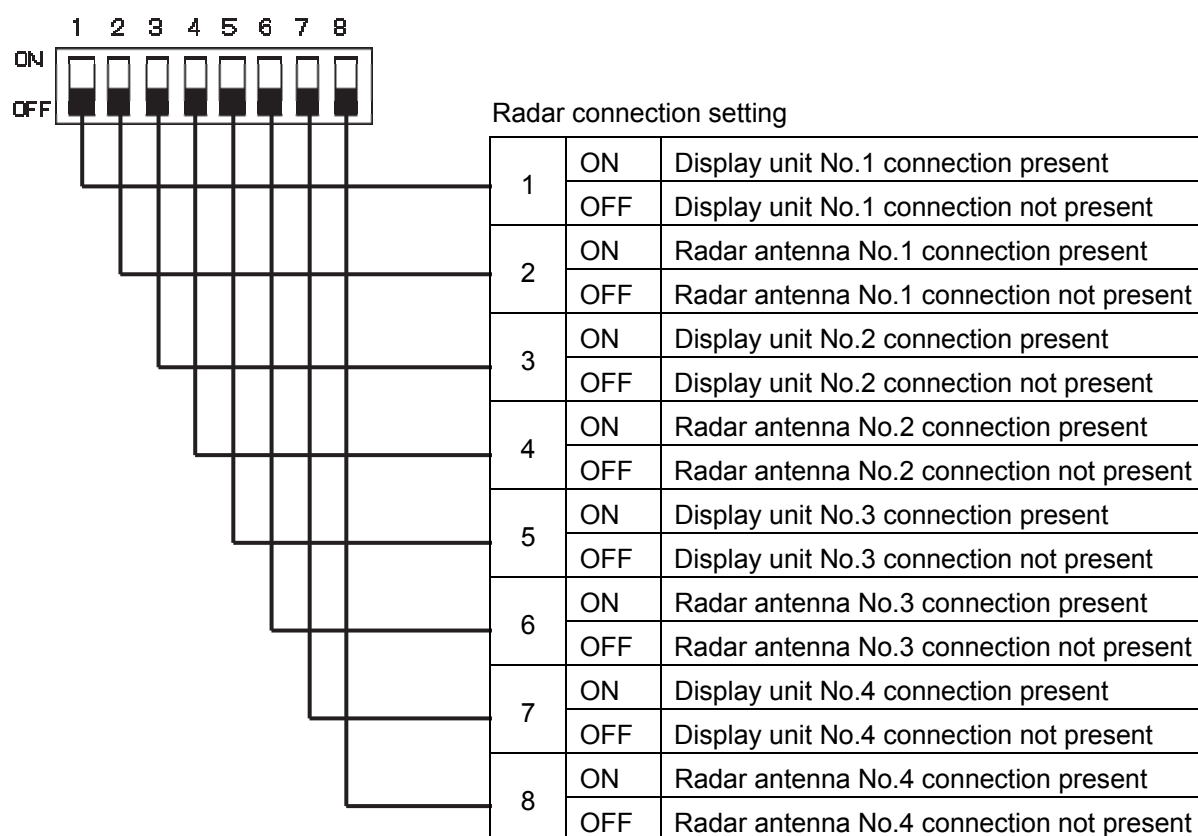 1 2 3 4 5 6 7 8
ON
OFF
Radar connection setting
1
ON Display unit No.1 connection present
OFF Display unit No.1 connection not present
2
ON Radar antenna No.1 connection present
OFF Radar antenna No.1 connection not present
3
ON Display unit No.2 connection present
OFF Display unit No.2 connection not present
4
ON Radar antenna No.2 connection present
OFF Radar antenna No.2 connection not present
5
ON Display unit No.3 connection present
OFF Display unit No.3 connection not present
6
ON Radar antenna No.3 connection present
OFF Radar antenna No.3 connection not present
7
ON Display unit No.4 connection present
OFF Display unit No.4 connection not present
8
ON Radar antenna No.4 connection present
OFF Radar antenna No.4 connection not present